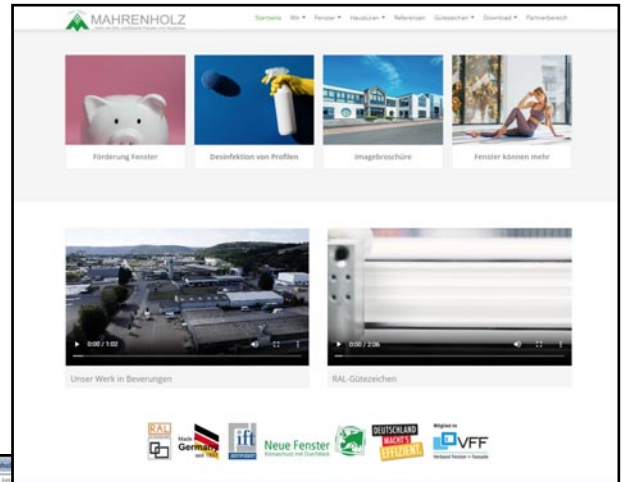 MAHRENHOLZ
Startseite Wir Fenster Haustüren Referenzen Gütezeichen Download Partnerbereich
Förderung Fenster
Desinfektion von Profilen
Imagebroschüre
Fenster können mehr
0:00 / 1:02
0:00 / 2:06
Unser Werk in Beverungen
RAL-Gütezeichen
RAL
Made
Germany
ift
Neue Fenster
Klimaschutz mit Durchblick
DEUTSCHLAND
MACHT'S
EFFIZIENT.
Mitglied im
VFF
Verband Fenster + Fassade